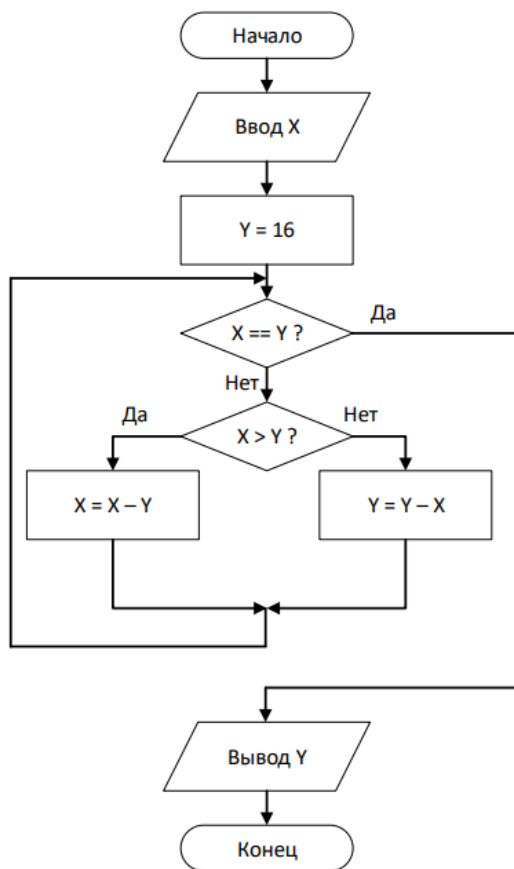 Начало
Ввод X
Y = 16
X == Y ?
Да
Нет
X > Y ?
Да
Нет
X = X – Y
Y = Y – X
Вывод Y
Конец